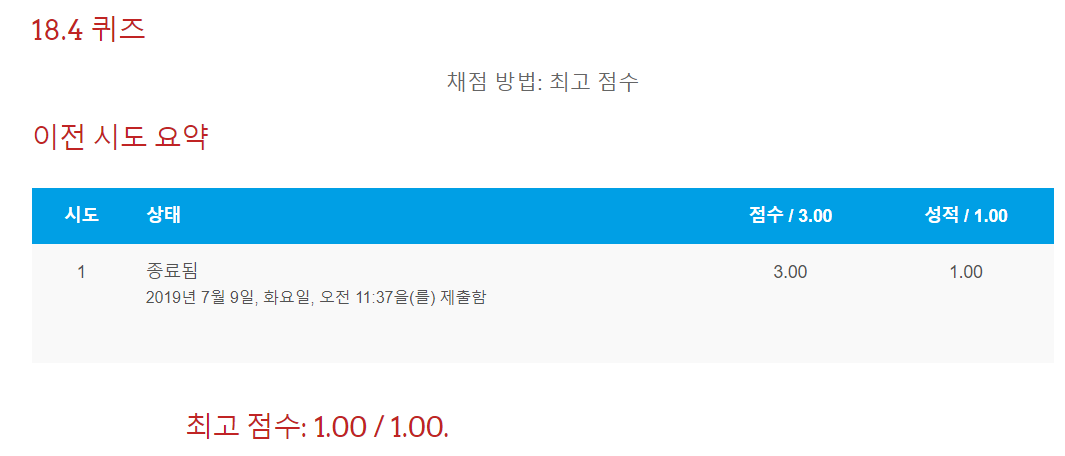 18.4 퀴즈
채점 방법: 최고 점수
이전 시도 요약
시도 상태 점수 / 3.00 성적 / 1.00
1 종료됨 3.00 1.00
2019년 7월 9일, 화요일, 오전 11:37을(를) 제출함
최고 점수: 1.00 / 1.00.